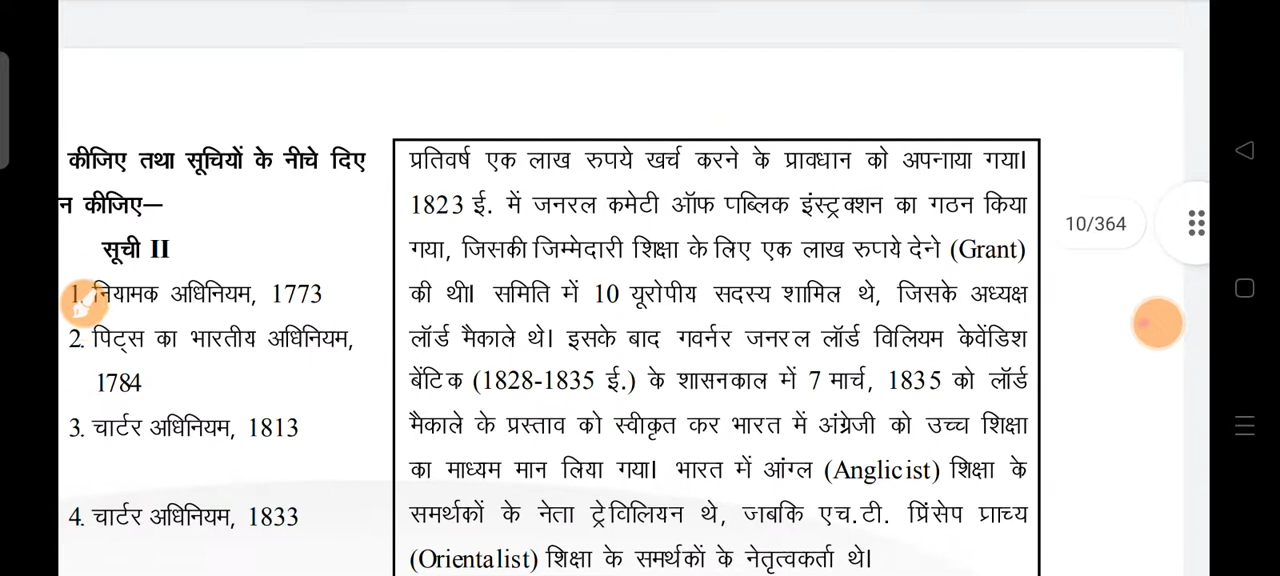 कीजिए तथा सूचियों के नीचे दिए
न कीजिए—
सूची II
1. नियामक अधिनियम, 1773
2. पिट्स का भारतीय अधिनियम,
1784
3. चार्टर अधिनियम, 1813
4. चार्टर अधिनियम, 1833
प्रतिवर्ष एक लाख रुपये खर्च करने के प्रावधान को अपनाया गया।
1823 ई. में जनरल कमेटी ऑफ पब्लिक इंस्ट्रक्शन का गठन किया
गया, जिसकी जिम्मेदारी शिक्षा के लिए एक लाख रुपये देने (Grant)
की थी। समिति में 10 यूरोपीय सदस्य शामिल थे, जिसके अध्यक्ष
लॉर्ड मैकाले थे। इसके बाद गवर्नर जनरल लॉर्ड विलियम केवेंडिश
बेंटिक (1828-1835 ई.) के शासनकाल में 7 मार्च, 1835 को लॉर्ड
मैकाले के प्रस्ताव को स्वीकृत कर भारत में अंग्रेजी को उच्च शिक्षा
का माध्यम मान लिया गया। भारत में आंग्ल (Anglicist) शिक्षा के
समर्थकों के नेता ट्रेविलियन थे, जबकि एच.टी. प्रिंसेप प्राच्य
(Orientalist) शिक्षा के समर्थकों के नेतृत्वकर्ता थे।
10/364